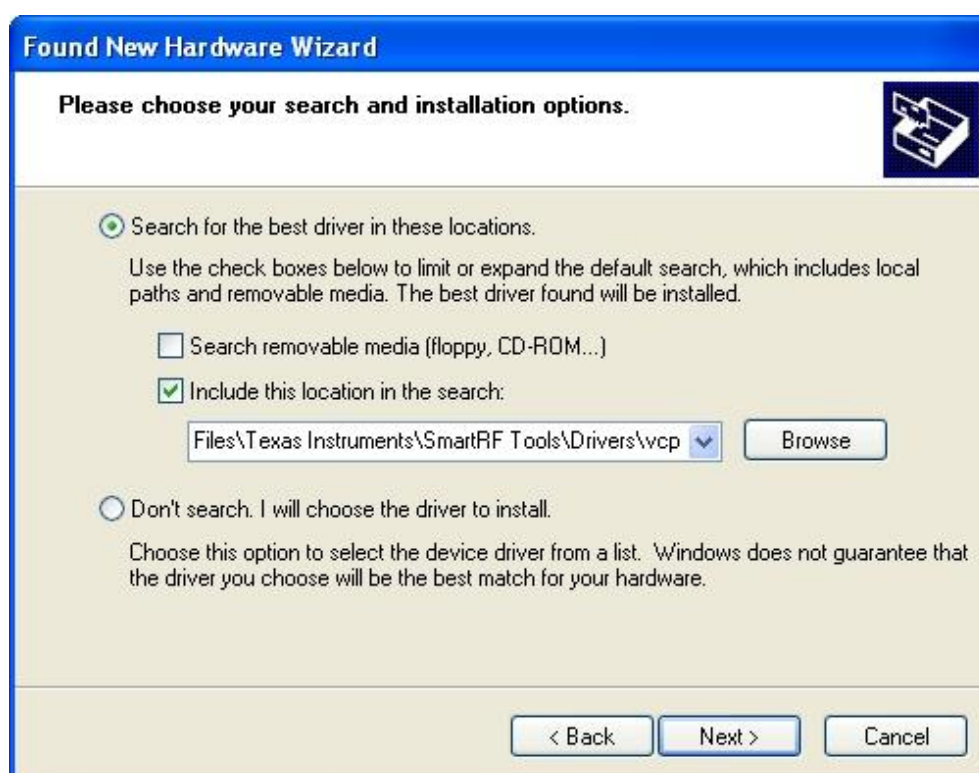 Found New Hardware Wizard
Please choose your search and installation options.
Search for the best driver in these locations.
Use the check boxes below to limit or expand the default search, which includes local
paths and removable media. The best driver found will be installed.
Search removable media (floppy, CD-ROM...)
Include this location in the search:
Files\Texas Instruments\SmartRF Tools\Drivers\vcp
Browse
Don't search. I will choose the driver to install.
Choose this option to select the device driver from a list. Windows does not guarantee that
the driver you choose will be the best match for your hardware.
< Back
Next >
Cancel